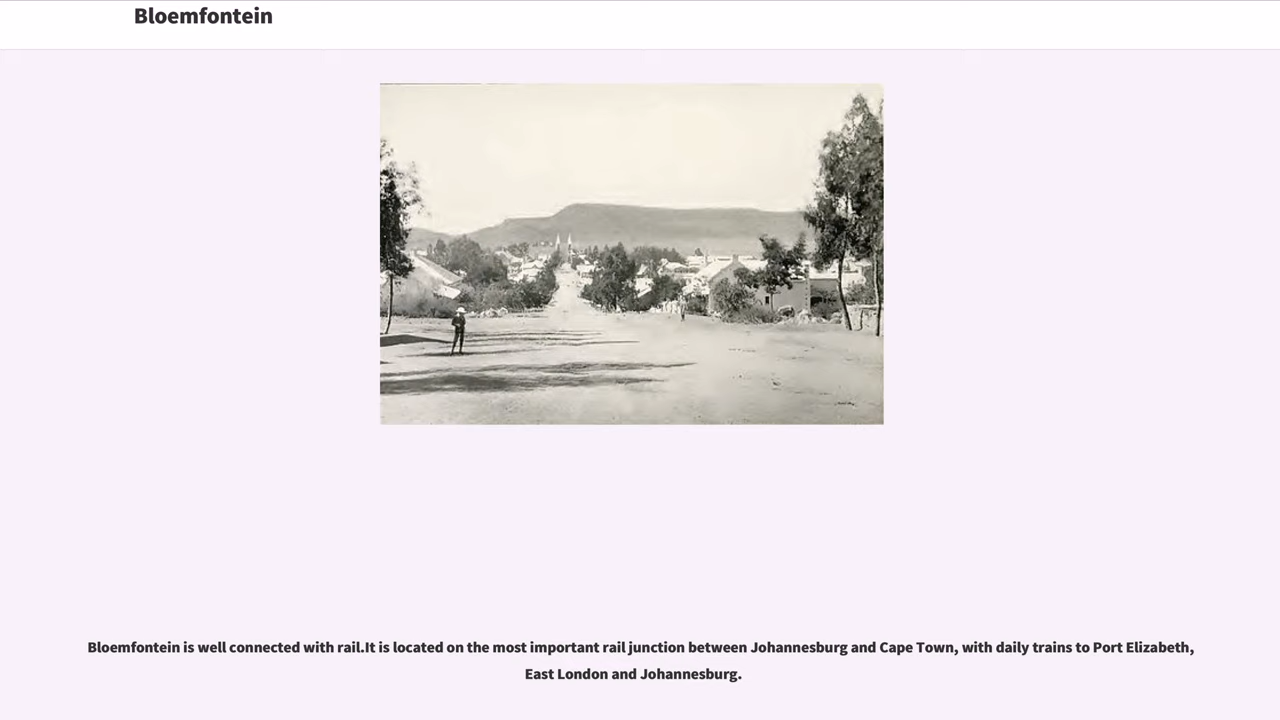 Bloemfontein
Bloemfontein is well connected with rail.It is located on the most important rail junction between Johannesburg and Cape Town, with daily trains to Port Elizabeth,
East London and Johannesburg.